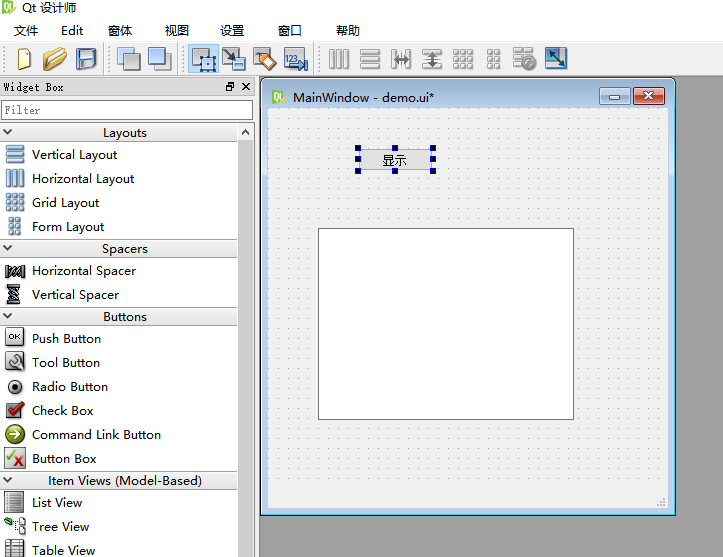 Qt 设计师
文件 Edit 窗体 视图 设置 窗口 帮助
123
Widget Box
Filter
Layouts
Vertical Layout
Horizontal Layout
Grid Layout
Form Layout
Spacers
Horizontal Spacer
Vertical Spacer
Buttons
OK Push Button
Tool Button
Radio Button
Check Box
Command Link Button
Button Box
Item Views (Model-Based)
List View
Tree View
Table View
Qt MainWindow - demo.ui*
显示